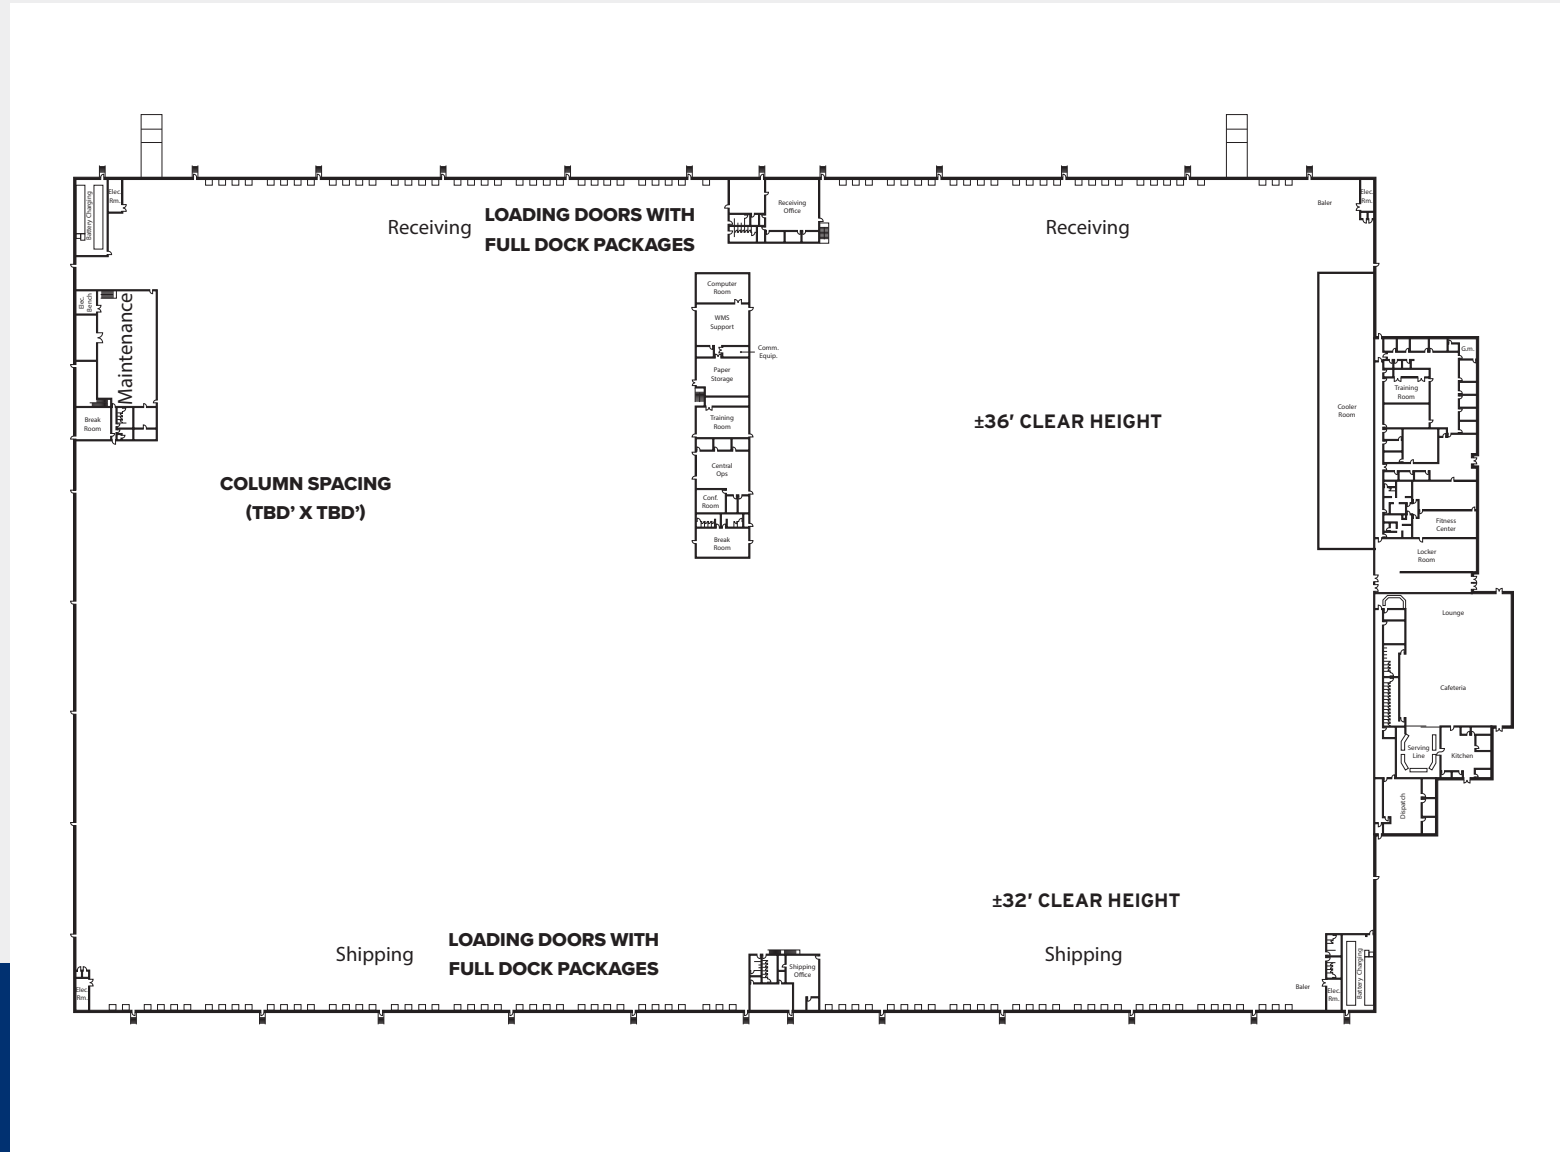 Battery Charging
Elec.
Rm.
Receiving
LOADING DOORS WITH
FULL DOCK PACKAGES
Receiving
Office
Receiving
Baler
Elec.
Rm.
Elec.
Bench
Maintenance
Break
Room
Computer
Room
WMS
Support
Comm.
Equip.
Paper
Storage
Training
Room
Central
Ops
Conf.
Room
Break
Room
±36' CLEAR HEIGHT
COLUMN SPACING
(TBD' X TBD')
Cooler
Room
G.m.
Training
Room
Fitness
Center
Locker
Room
Lounge
Cafeteria
Serving
Line
Kitchen
Dispatch
±32' CLEAR HEIGHT
Shipping
LOADING DOORS WITH
FULL DOCK PACKAGES
Shipping
Office
Shipping
Elec.
Rm.
Baler
Elec.
Rm.
Battery Charging